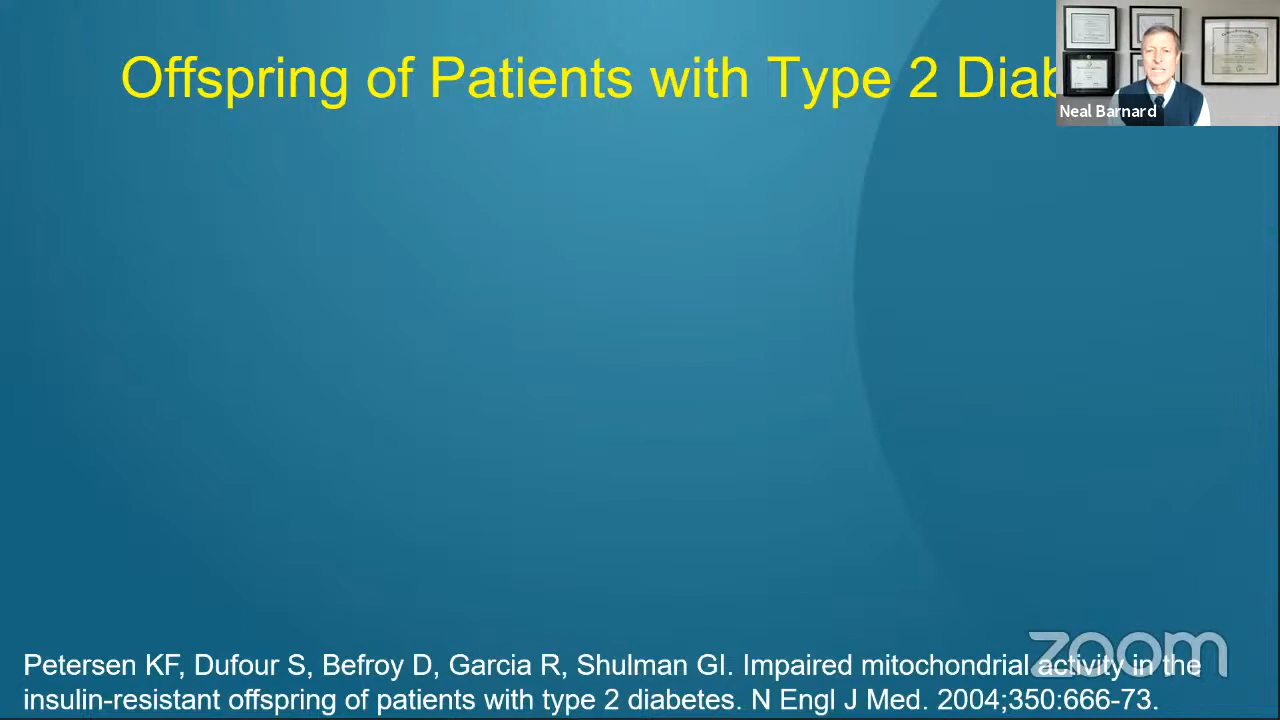 Offspring of Patients with Type 2 Diab
Neal Barnard
zoom
Petersen KF, Dufour S, Befroy D, Garcia R, Shulman GI. Impaired mitochondrial activity in the
insulin-resistant offspring of patients with type 2 diabetes. N Engl J Med. 2004;350:666-73.